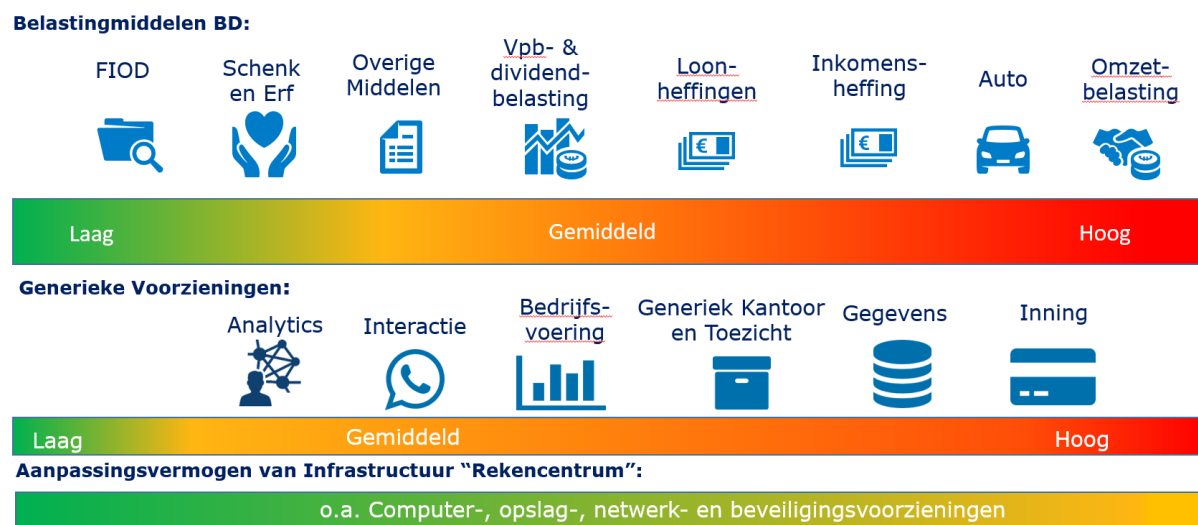 Belastingmiddelen BD:
FIOD
Schenk
en Erf
Overige
Middelen
Vpb- &
dividend-
belasting
Loon-
heffingen
Inkomens-
heffing
Auto
Omzet-
belasting
€
€
Laag
Gemiddeld
Hoog
Generieke Voorzieningen:
Analytics
Interactie
Bedrijfs-
voering
Generiek Kantoor
en Toezicht
Gegevens
Inning
Laag
Gemiddeld
Hoog
Aanpassingsvermogen van Infrastructuur “Rekencentrum”:
o.a. Computer-, opslag-, netwerk- en beveiligingsvoorzieningen